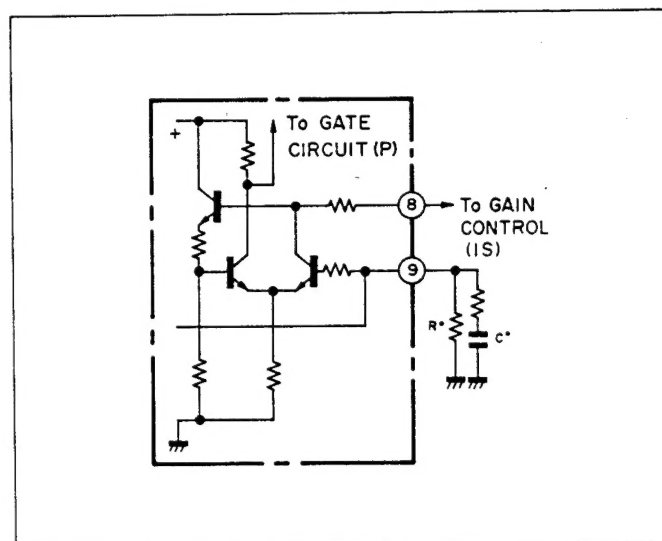 +
To GATE
CIRCUIT (P)
8
To GAIN
CONTROL
(1S)
9
R*
C*